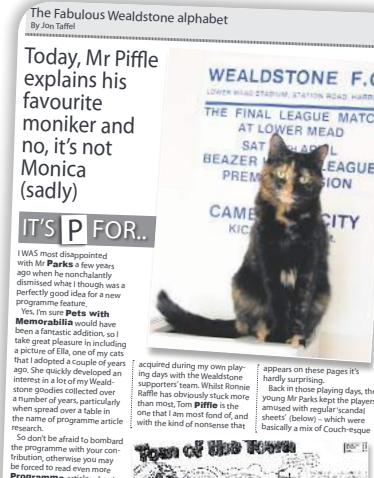 The Fabulous Wealdstone alphabet
By Jon Taffel
Today, Mr Piffle
explains his
favourite
moniker and
no, it's not
Monica
(sadly)
IT'S P FOR..
I WAS most disappointed
with Mr Parks a few years
ago when he nonchalantly
dismissed what I though was a
perfectly good idea for a new
programme feature.
Yes, I'm sure Pets with
Memorabilia would have
been a fantastic addition, so I
take great pleasure in including
a picture of Ella, one of my cats
that I adopted a couple of years
ago. She quickly developed an
interest in a lot of my Weald-
stone goodies collected over
a number of years, particularly
when spread over a table in
the name of programme article
research.
So don't be afraid to bombard
the programme with your con-
tribution, otherwise you may
be forced to read even more
Programme
WEALDSTONE F.C
LOWER MEAD STADIUM, STATION ROAD, HARR
THE FINAL LEAGUE MATC
AT LOWER MEAD
SAT APRIL
BEAZER LEAGUE
PREM SION
CAMB CITY
KIC
acquired during my own play-
ing days with the Wealdstone
supporters' team. Whilst Ronnie
Raffle has obviously stuck more
than most, Tom Piffle is the
one that I am most fond of, and
with the kind of nonsense that
appears on these pages it's
hardly surprising.
Back in those playing days, the
young Mr Parks kept the players
amused with regular 'scandal
sheets' (below) – which were
basically a mix of Couch-esque
Toan of the Town